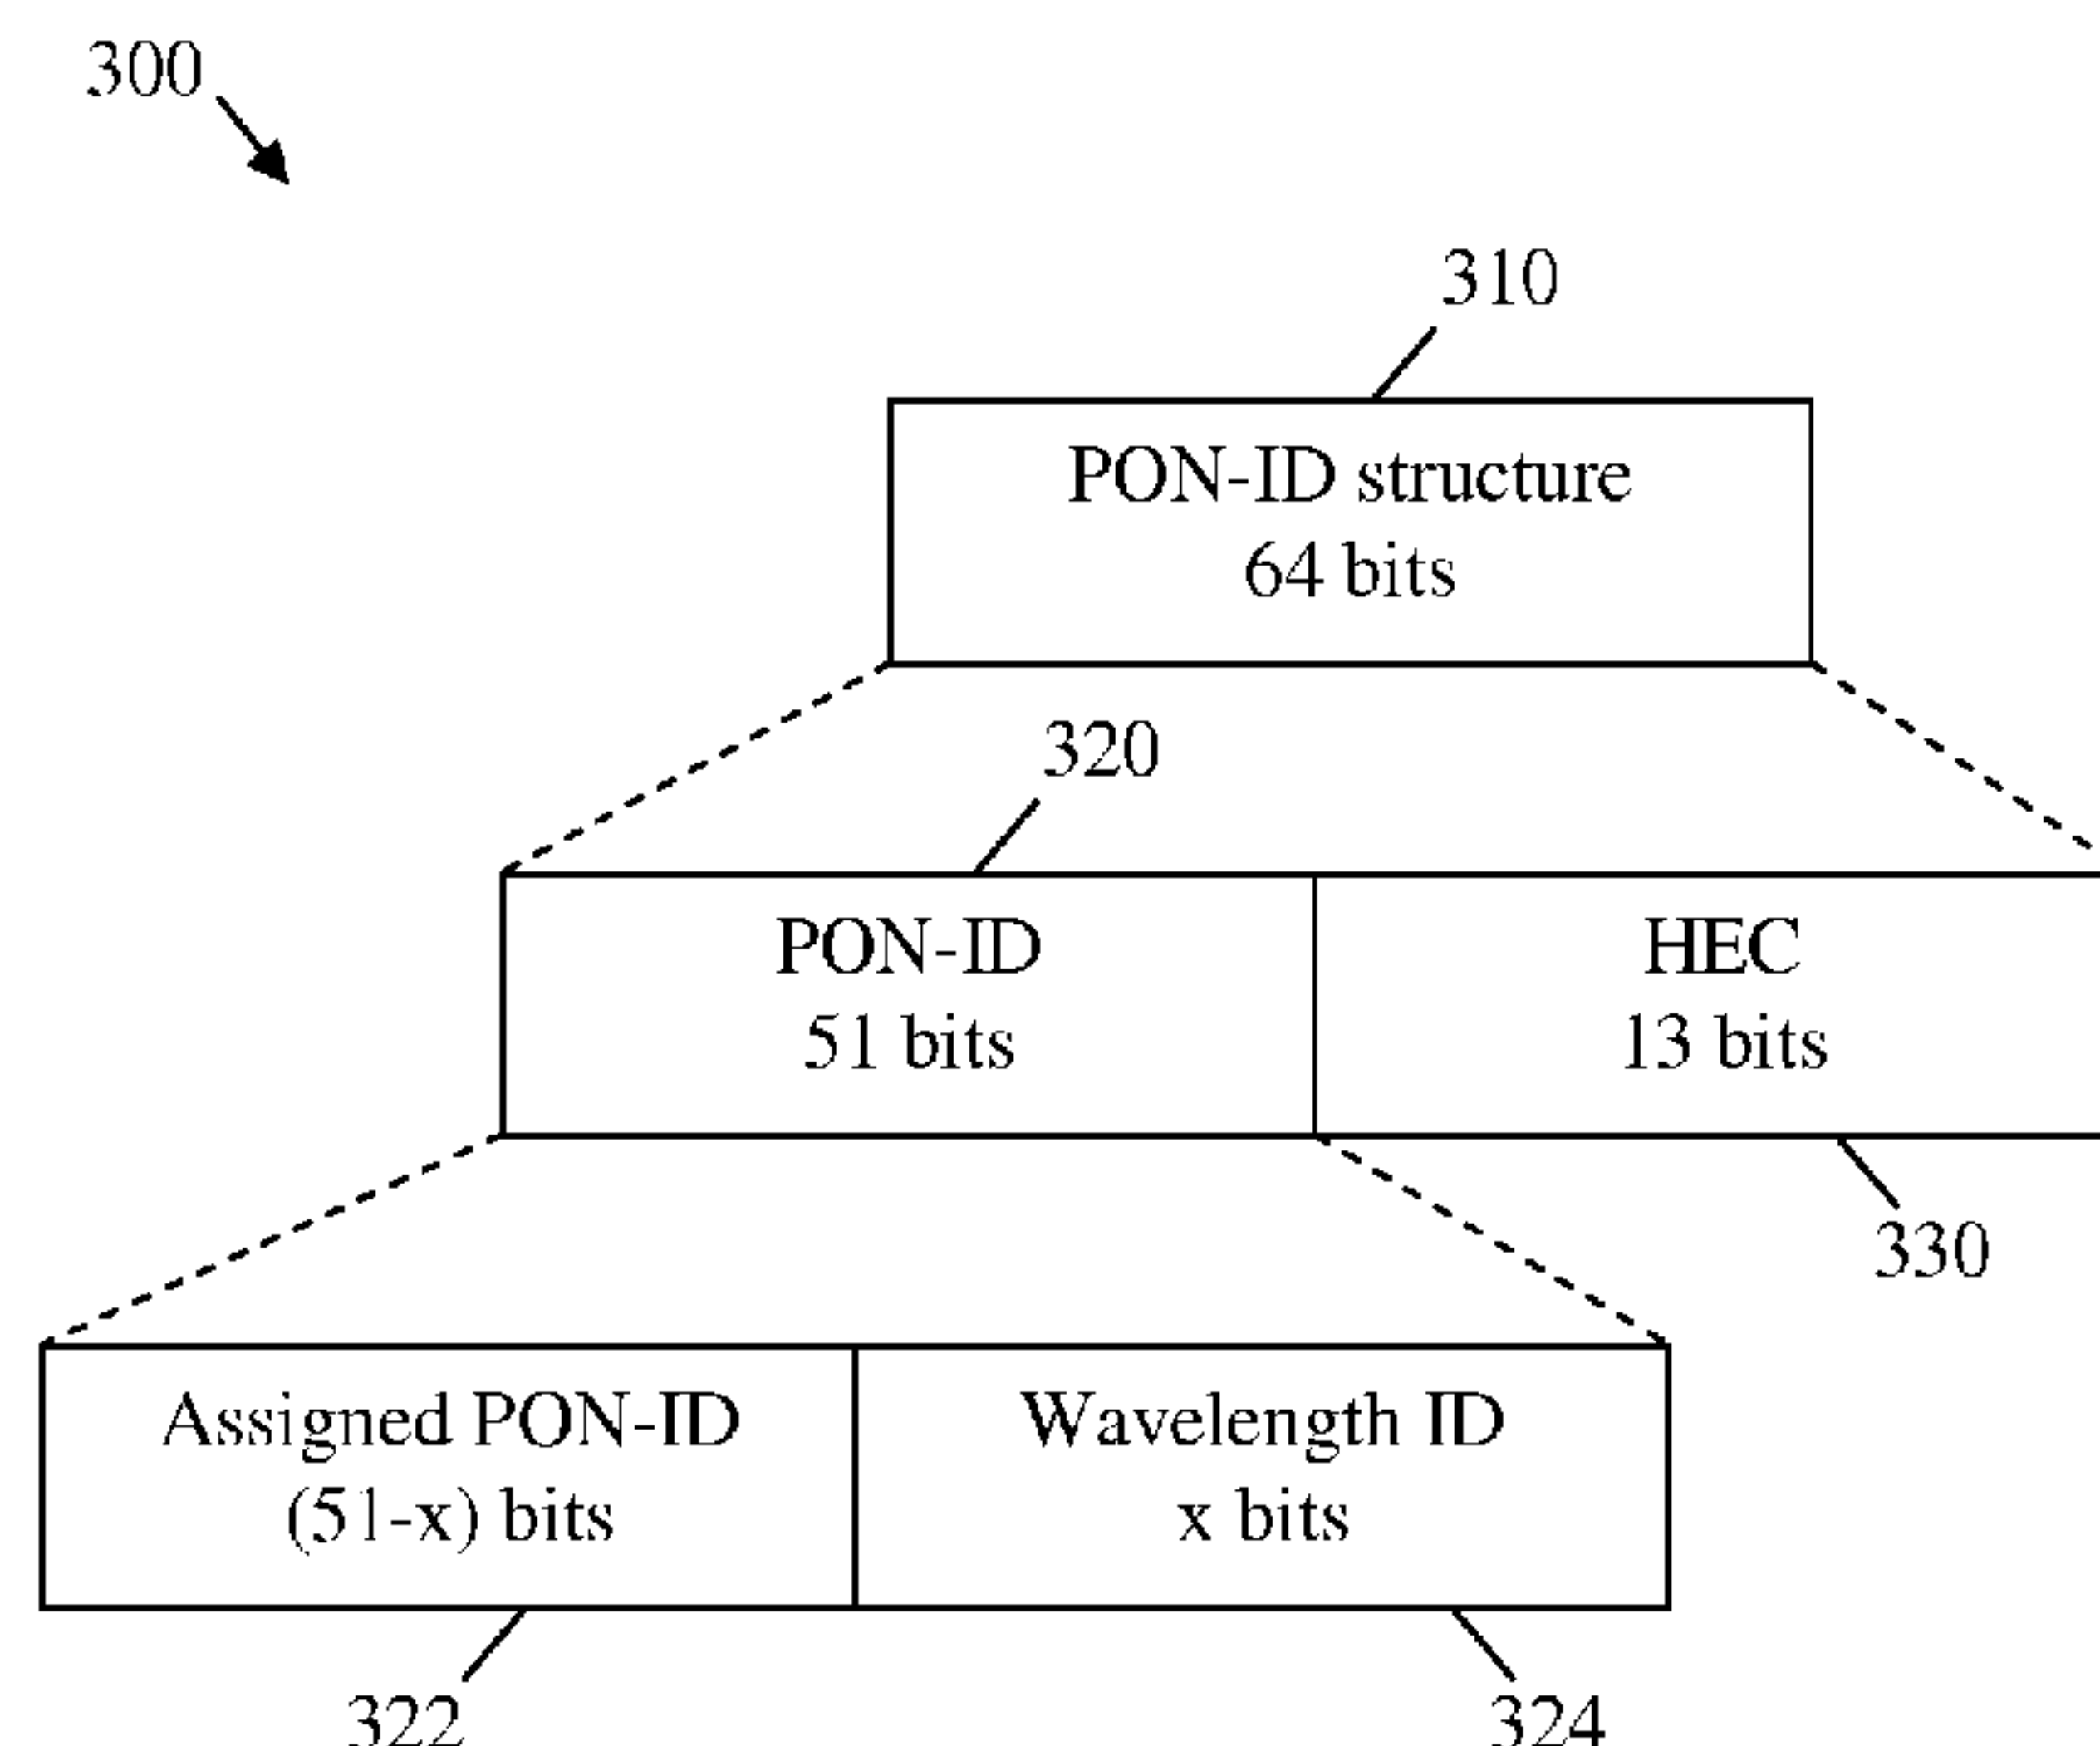 300
310
PON-ID structure
64 bits
320
PON-ID
51 bits
HEC
13 bits
330
Assigned PON-ID
(51-x) bits
Wavelength ID
x bits
322
324